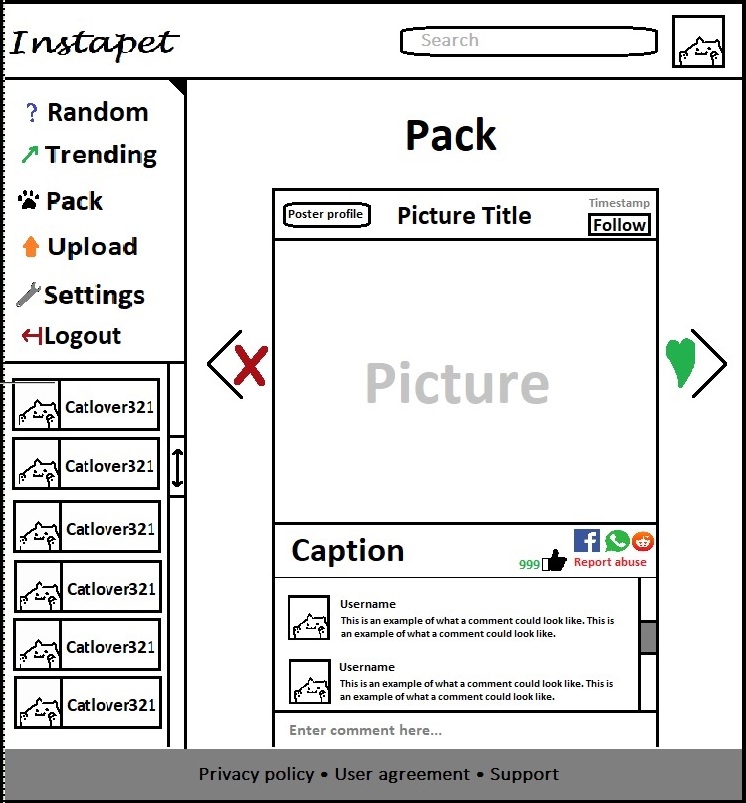 Instapet
Search
? Random
Trending
Pack
Upload
Settings
Logout
Catlover321
Catlover321
Catlover321
Catlover321
Catlover321
Catlover321
Pack
Poster profile
Picture Title
Timestamp
Follow
X
Picture
Caption
999
Report abuse
Username
This is an example of what a comment could look like. This is
an example of what a comment could look like.
Username
This is an example of what a comment could look like. This is
an example of what a comment could look like.
Enter comment here...
Privacy policy • User agreement • Support